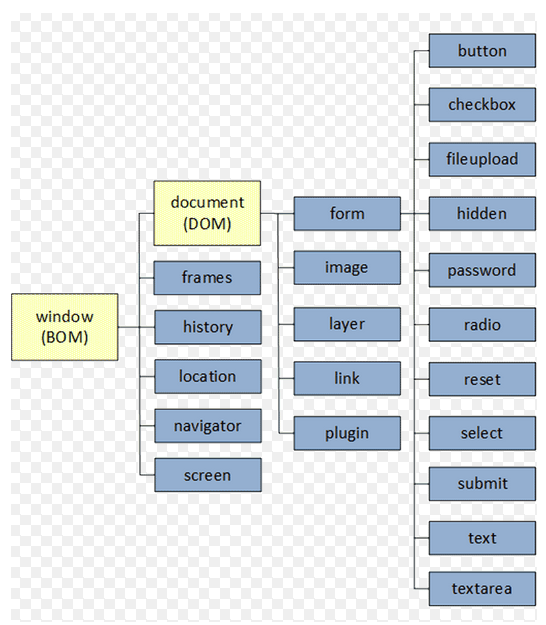 window
(BOM)
document
(DOM)
frames
history
location
navigator
screen
form
image
layer
link
plugin
button
checkbox
fileupload
hidden
password
radio
reset
select
submit
text
textarea